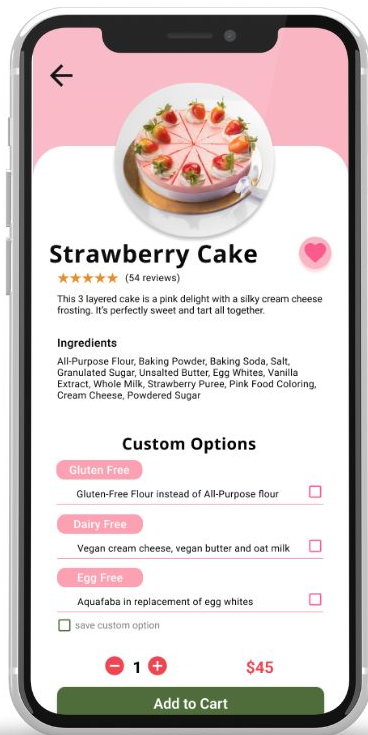 Strawberry Cake
(54 reviews)
This 3 layered cake is a pink delight with a silky cream cheese
frosting. It's perfectly sweet and tart all together.
Ingredients
All-Purpose Flour, Baking Powder, Baking Soda, Salt,
Granulated Sugar, Unsalted Butter, Egg Whites, Vanilla
Extract, Whole Milk, Strawberry Puree, Pink Food Coloring,
Cream Cheese, Powdered Sugar
Custom Options
Gluten Free
Gluten-Free Flour instead of All-Purpose flour
Dairy Free
Vegan cream cheese, vegan butter and oat milk
Egg Free
Aquafaba in replacement of egg whites
save custom option
1 $45
Add to Cart